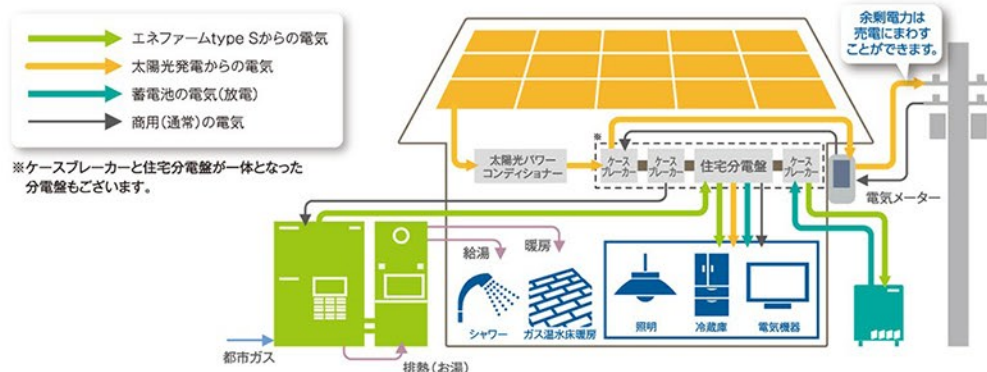 エネファームtype Sからの電気
太陽光発電からの電気
蓄電池の電気(放電)
商用(通常)の電気
※ケースブレーカーと住宅分電盤が一体となった
分電盤もございます。
余剰電力は
売電にまわす
ことができます。
※
太陽光パワー
コンディショナー
ケース
ブレーカー
ケース
ブレーカー
住宅分電盤
ケース
ブレーカー
電気メーター
給湯
暖房
シャワー
ガス温水床暖房
照明
冷蔵庫
電気機器
都市ガス
排熱(お湯)